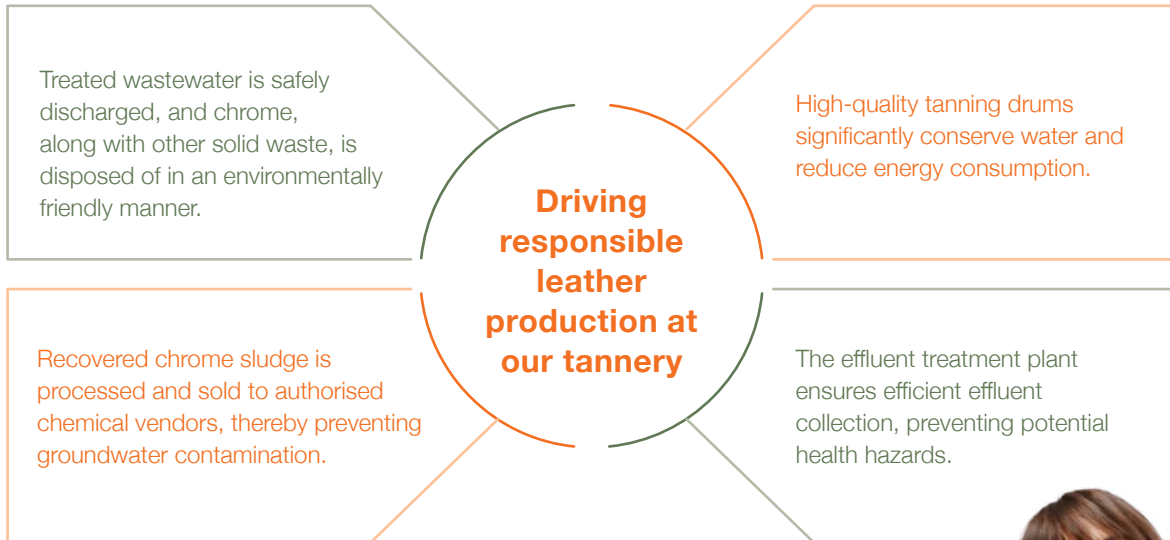 Treated wastewater is safely
discharged, and chrome,
along with other solid waste, is
disposed of in an environmentally
friendly manner.
High-quality tanning drums
significantly conserve water and
reduce energy consumption.
Driving
responsible
leather
production at
our tannery
Recovered chrome sludge is
processed and sold to authorised
chemical vendors, thereby preventing
groundwater contamination.
The effluent treatment plant
ensures efficient effluent
collection, preventing potential
health hazards.